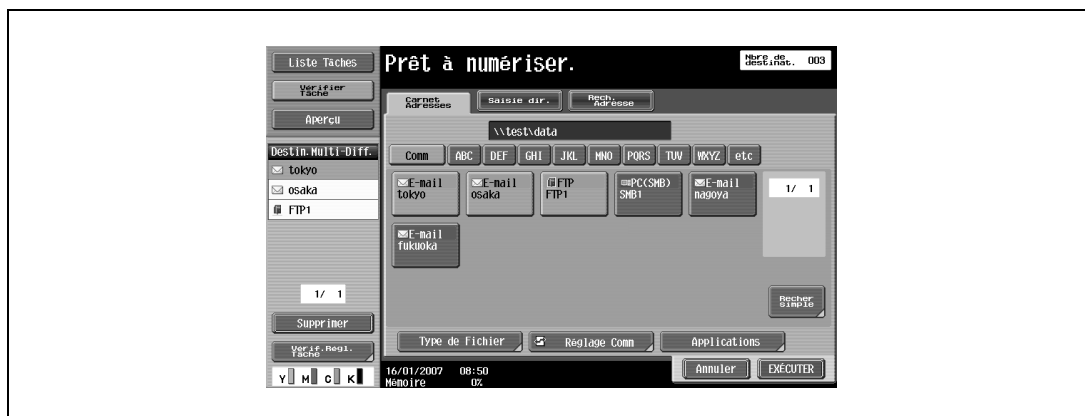 Liste Tâches
Vérifier
Tâche
Aperçu
Destin.Multi-Diff.
tokyo
osaka
FTP1
1/ 1
Supprimer
Vérif.Régl.
Tâche
Y M C K
Prêt à numériser.
Nbre de
destinat. 003
Carnet
Adresses
Saisie dir.
Rech.
Adresse
\\test\data
Comm ABC DEF GHI JKL MNO PQRS TUV WXYZ etc
E-mail
tokyo
E-mail
osaka
FTP
FTP1
PC(SMB)
SMB1
E-mail
nagoya
1/ 1
E-mail
fukuoka
Recher
simple
Type de Fichier
Réglage Comm
Applications
16/01/2007 08:50
Mémoire 0%
Annuler
EXÉCUTER